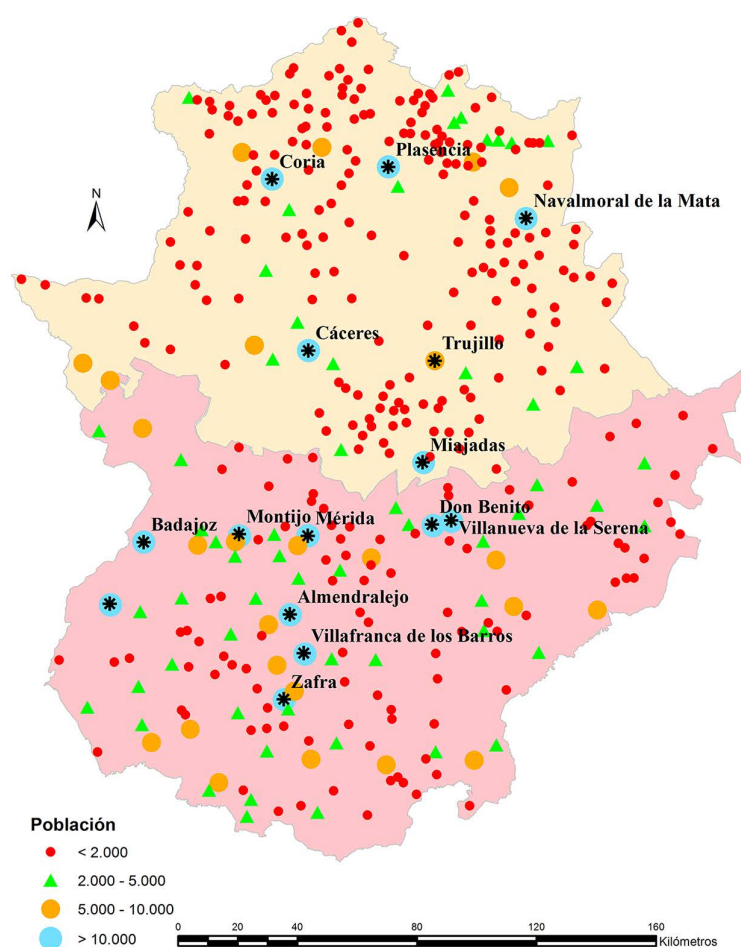 N
Coria
Plasencia
Navalmoral de la Mata
Cáceres
Trujillo
Miajadas
Badajoz
Montijo
Mérida
Don Benito
Villanueva de la Serena
Almendralejo
Villafranca de los Barros
Zafra
Población
< 2.000
2.000 - 5.000
5.000 - 10.000
> 10.000
0 20 40 80 120 160
Kilómetros